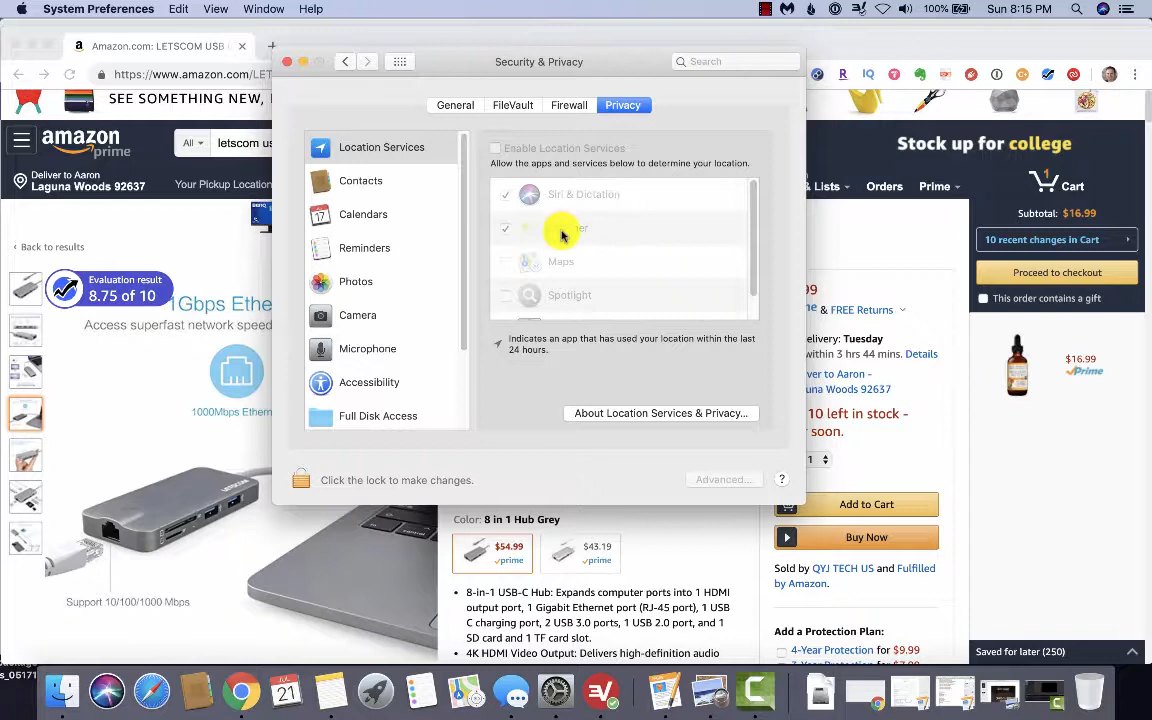 System Preferences Edit View Window Help
100% Sun 8:15 PM
Amazon.com: LETSCOM USB
https://www.amazon.com/LET
Security & Privacy
Search
General FileVault Firewall Privacy
Location Services
Contacts
Calendars
Reminders
Photos
Camera
Microphone
Accessibility
Full Disk Access
Enable Location Services
Allow the apps and services below to determine your location.
Siri & Dictation
Maps
Spotlight
Indicates an app that has used your location within the last
24 hours.
About Location Services & Privacy...
Click the lock to make changes.
Advanced...
?
SEE SOMETHING NEW,
amazon
prime
All
letscom us
Deliver to Aaron
Laguna Woods 92637
Your Pickup Location
Stock up for college
& Lists Orders Prime
1
Cart
Back to results
Evaluation result
8.75 of 10
1Gbps Ethe
Access superfast network speed
1000Mbps Ethern
LETSCOM
Support 10/100/1000 Mbps
Color: 8 in 1 Hub Grey
$54.99
prime
$43.19
prime
• 8-in-1 USB-C Hub: Expands computer ports into 1 HDMI
output port, 1 Gigabit Ethernet port (RJ-45 port), 1 USB
C charging port, 2 USB 3.0 ports, 1 USB 2.0 port, and 1
SD card and 1 TF card slot.
• 4K HDMI Video Output: Delivers high-definition audio
99
& FREE Returns
elivery: Tuesday
within 3 hr 44 mins. Details
iver to Aaron -
una Woods 92637
10 left in stock -
soon.
1
Add to Cart
Buy Now
Sold by QYJ TECH US and Fulfilled
by Amazon.
Add a Protection Plan:
4-Year Protection for $9.99
Subtotal: $16.99
10 recent changes in Cart
Proceed to checkout
This order contains a gift
$16.99
Prime
Saved for later (250)
s_05171
JUL
21